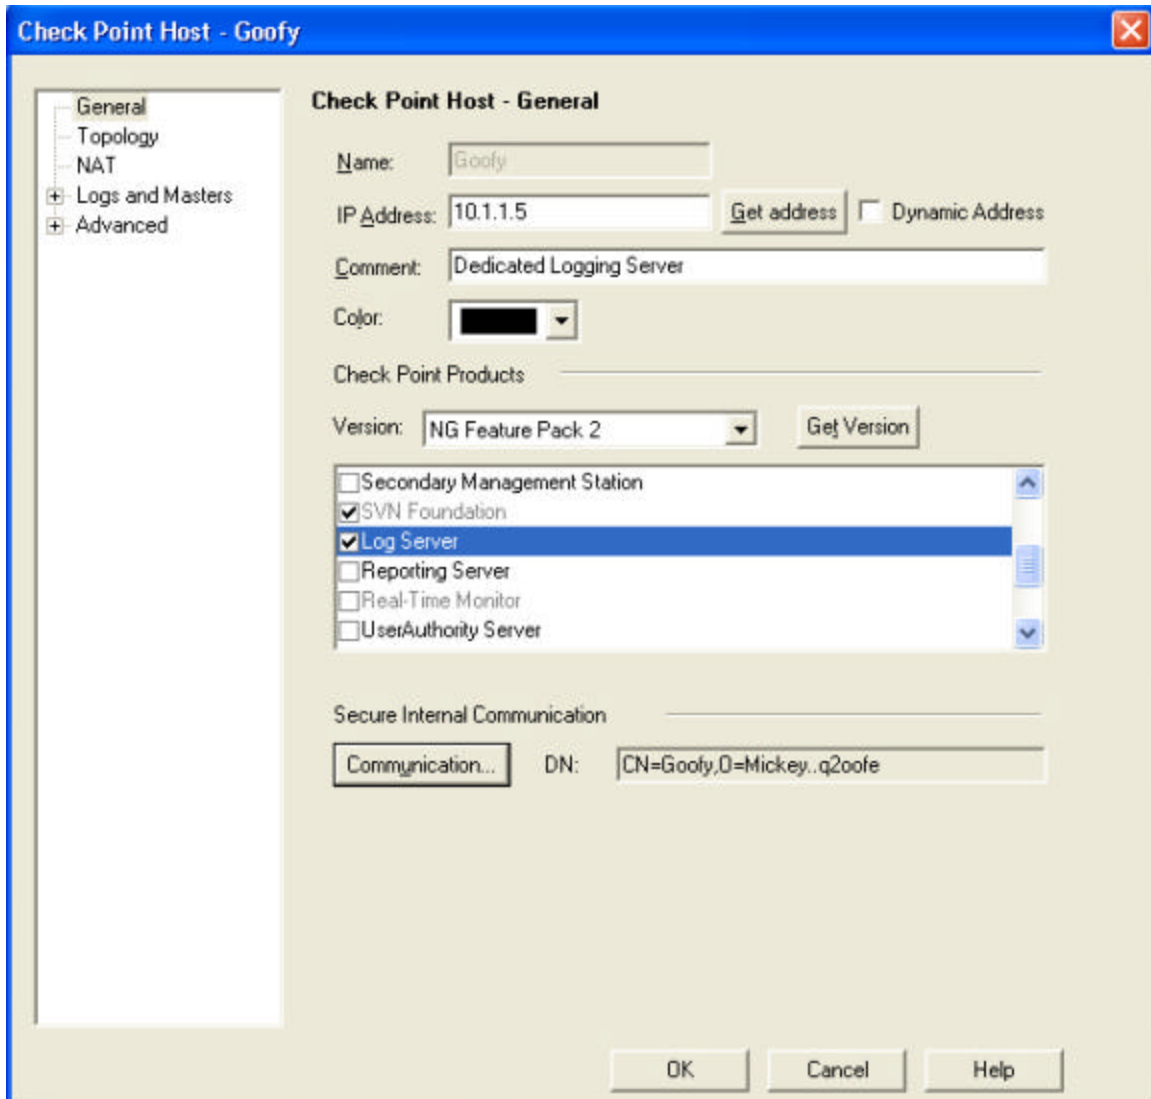 Check Point Host - Goofy
General
Topology
NAT
Logs and Masters
Advanced
Check Point Host - General
Name: Goofy
IP Address: 10.1.1.5 Get address Dynamic Address
Comment: Dedicated Logging Server
Color:
Check Point Products
Version: NG Feature Pack 2 Get Version
Secondary Management Station
SVN Foundation
Log Server
Reporting Server
Real-Time Monitor
UserAuthority Server
Secure Internal Communication
Communication... DN: CN=Goofy,O=Mickey..q2oofe
OK Cancel Help